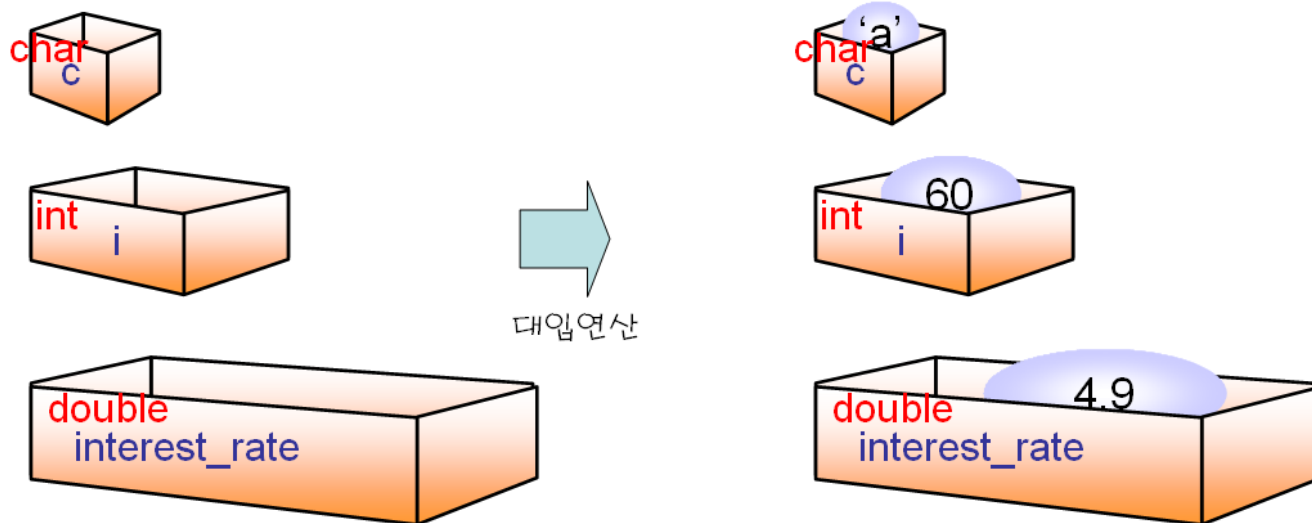 char
c
int
i
double
interest_rate
대입연산
‘a’
char
c
60
int
i
4.9
double
interest_rate